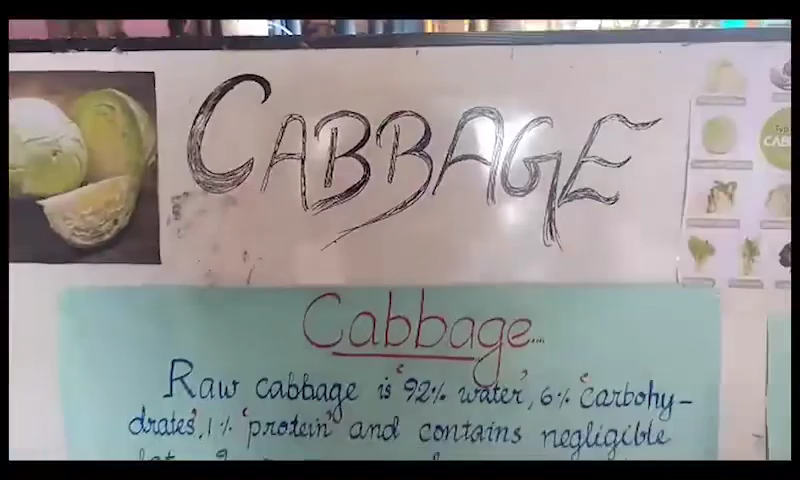 CABBAGE
Cabbage...
Raw cabbage is '92% water', 6% 'carbohy-
drates', 1% 'protein' and contains negligible